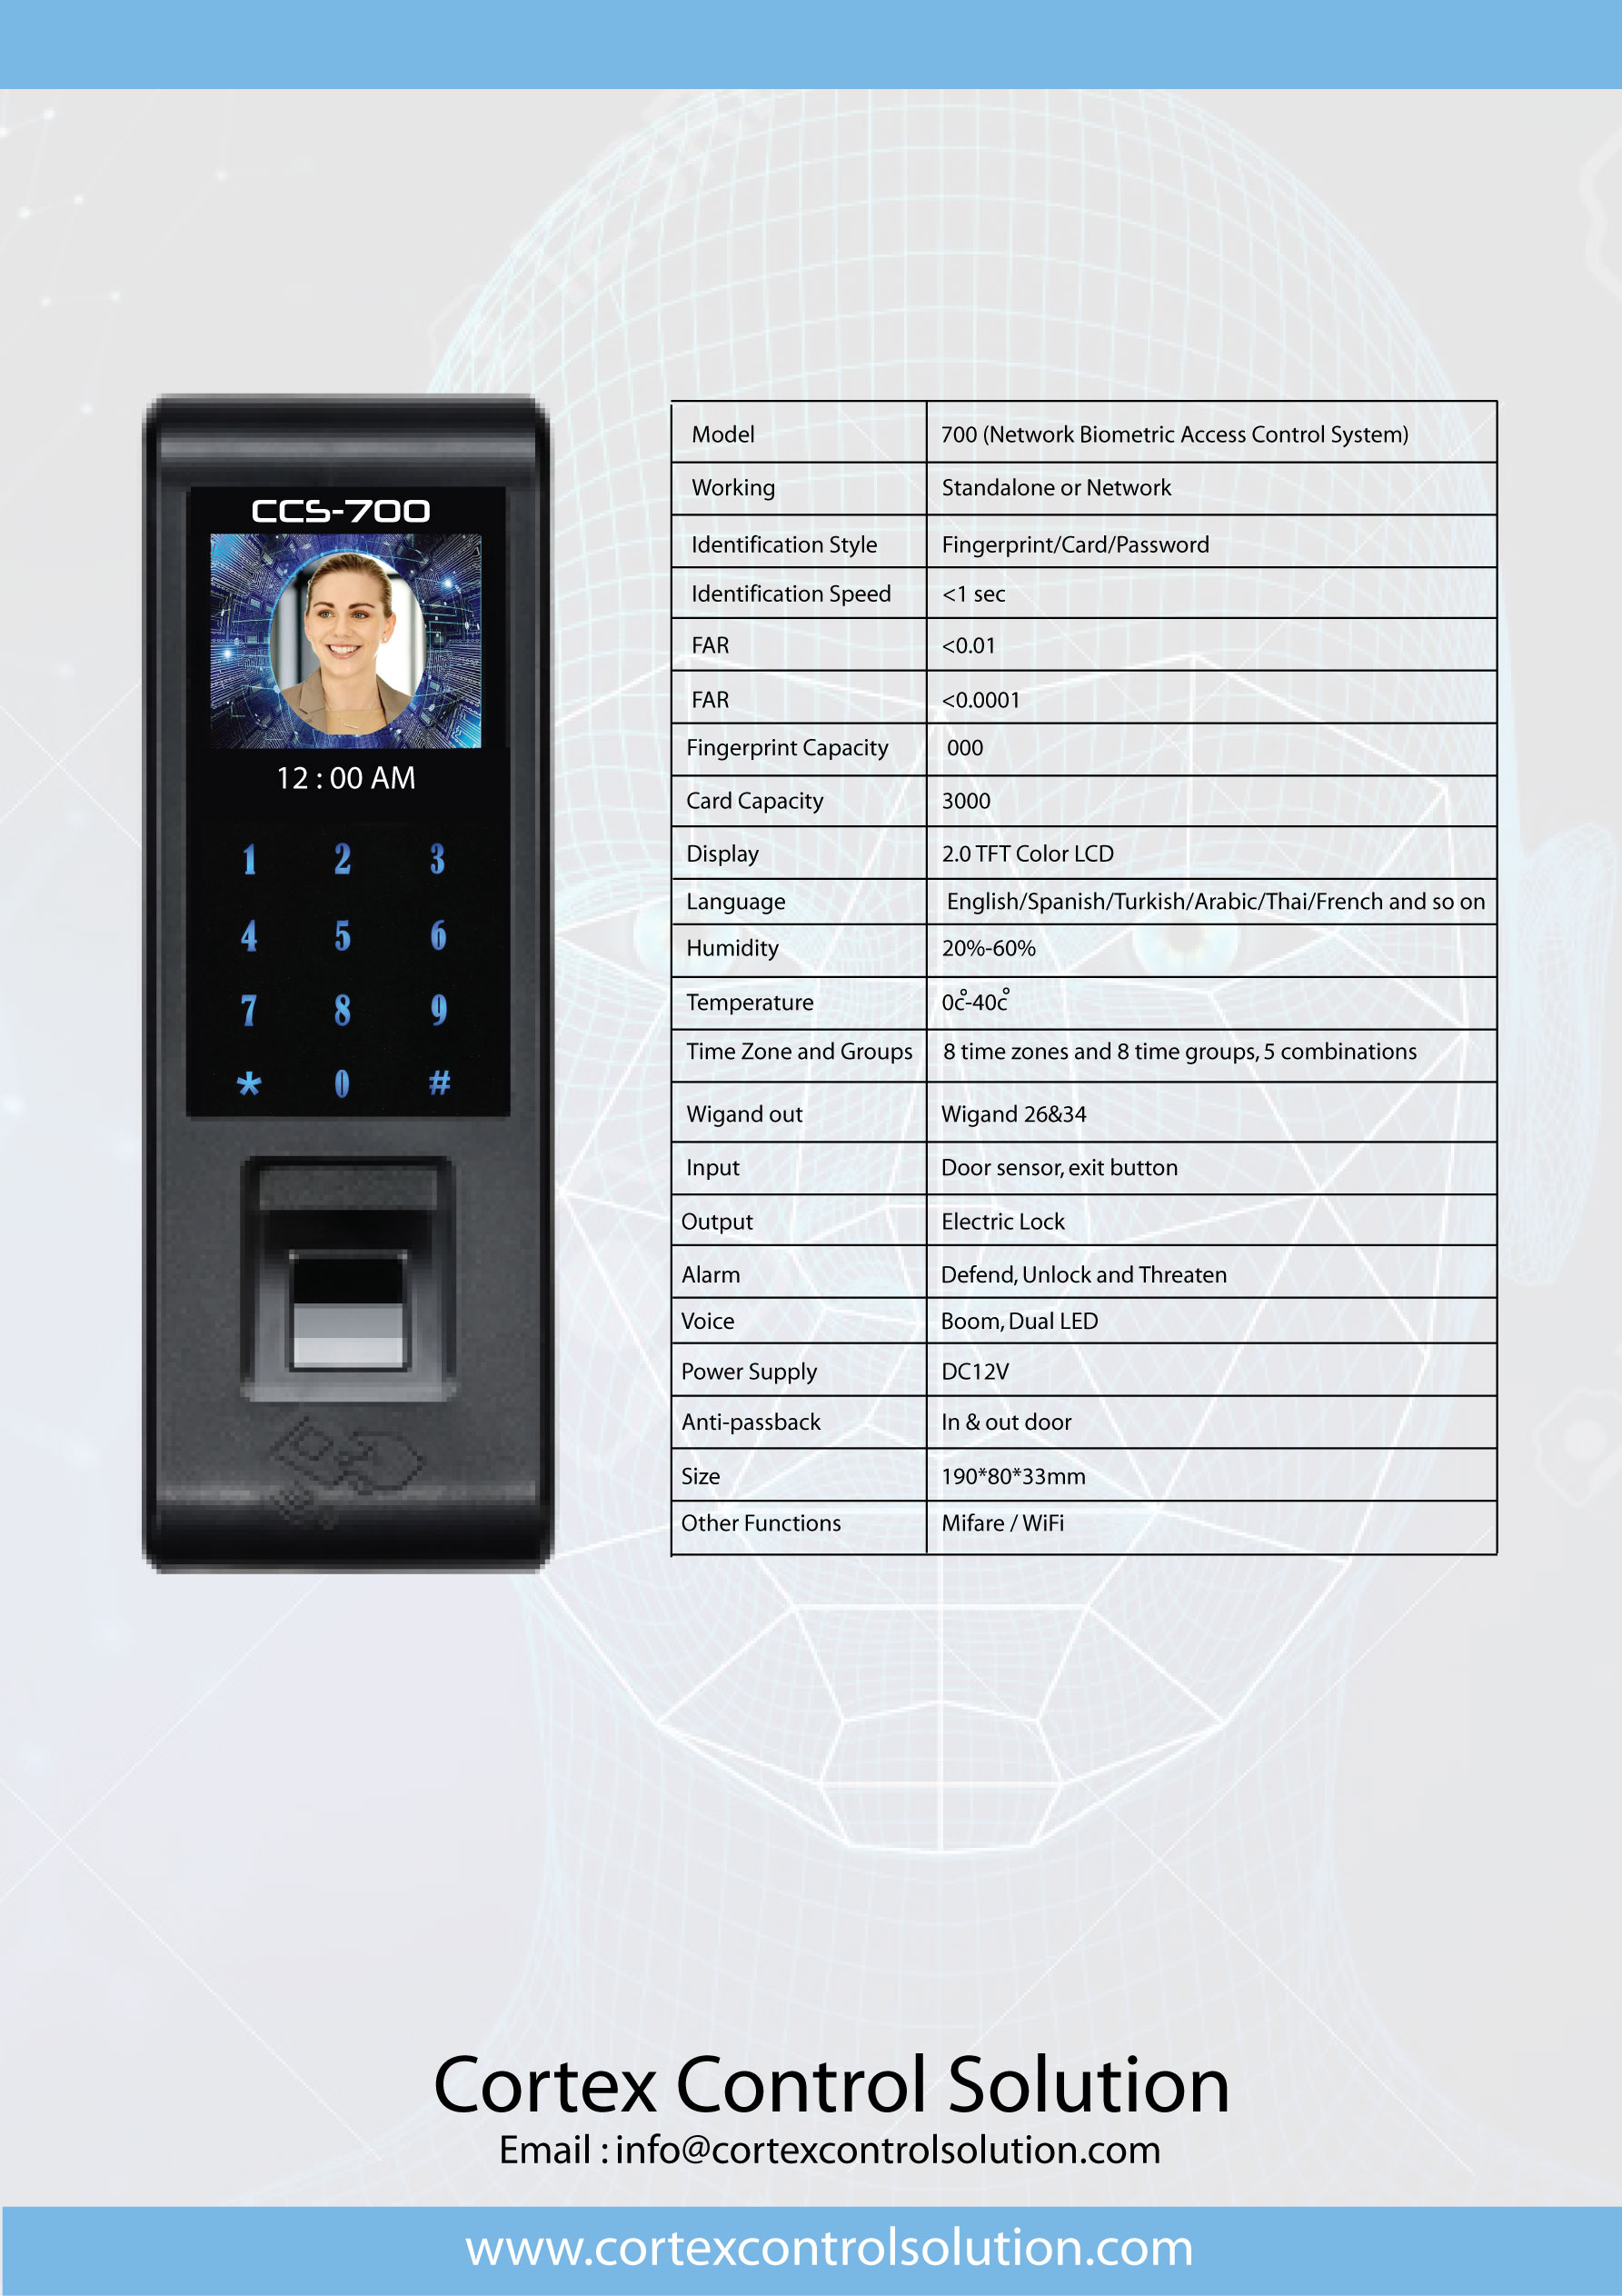 CCS-700
12 : 00 AM
1 2 3
4 5 6
7 8 9
* 0 #
Model 700 (Network Biometric Access Control System)
Working Standalone or Network
Identification Style Fingerprint/Card/Password
Identification Speed <1 sec
FAR <0.01
FAR <0.0001
Fingerprint Capacity 000
Card Capacity 3000
Display 2.0 TFT Color LCD
Language English/Spanish/Turkish/Arabic/Thai/French and so on
Humidity 20%-60%
Temperature 0c°-40c°
Time Zone and Groups 8 time zones and 8 time groups, 5 combinations
Wigand out Wigand 26&34
Input Door sensor, exit button
Output Electric Lock
Alarm Defend, Unlock and Threaten
Voice Boom, Dual LED
Power Supply DC12V
Anti-passback In & out door
Size 190*80*33mm
Other Functions Mifare / WiFi
Cortex Control Solution
Email : info@cortexcontrolsolution.com
www.cortexcontrolsolution.com